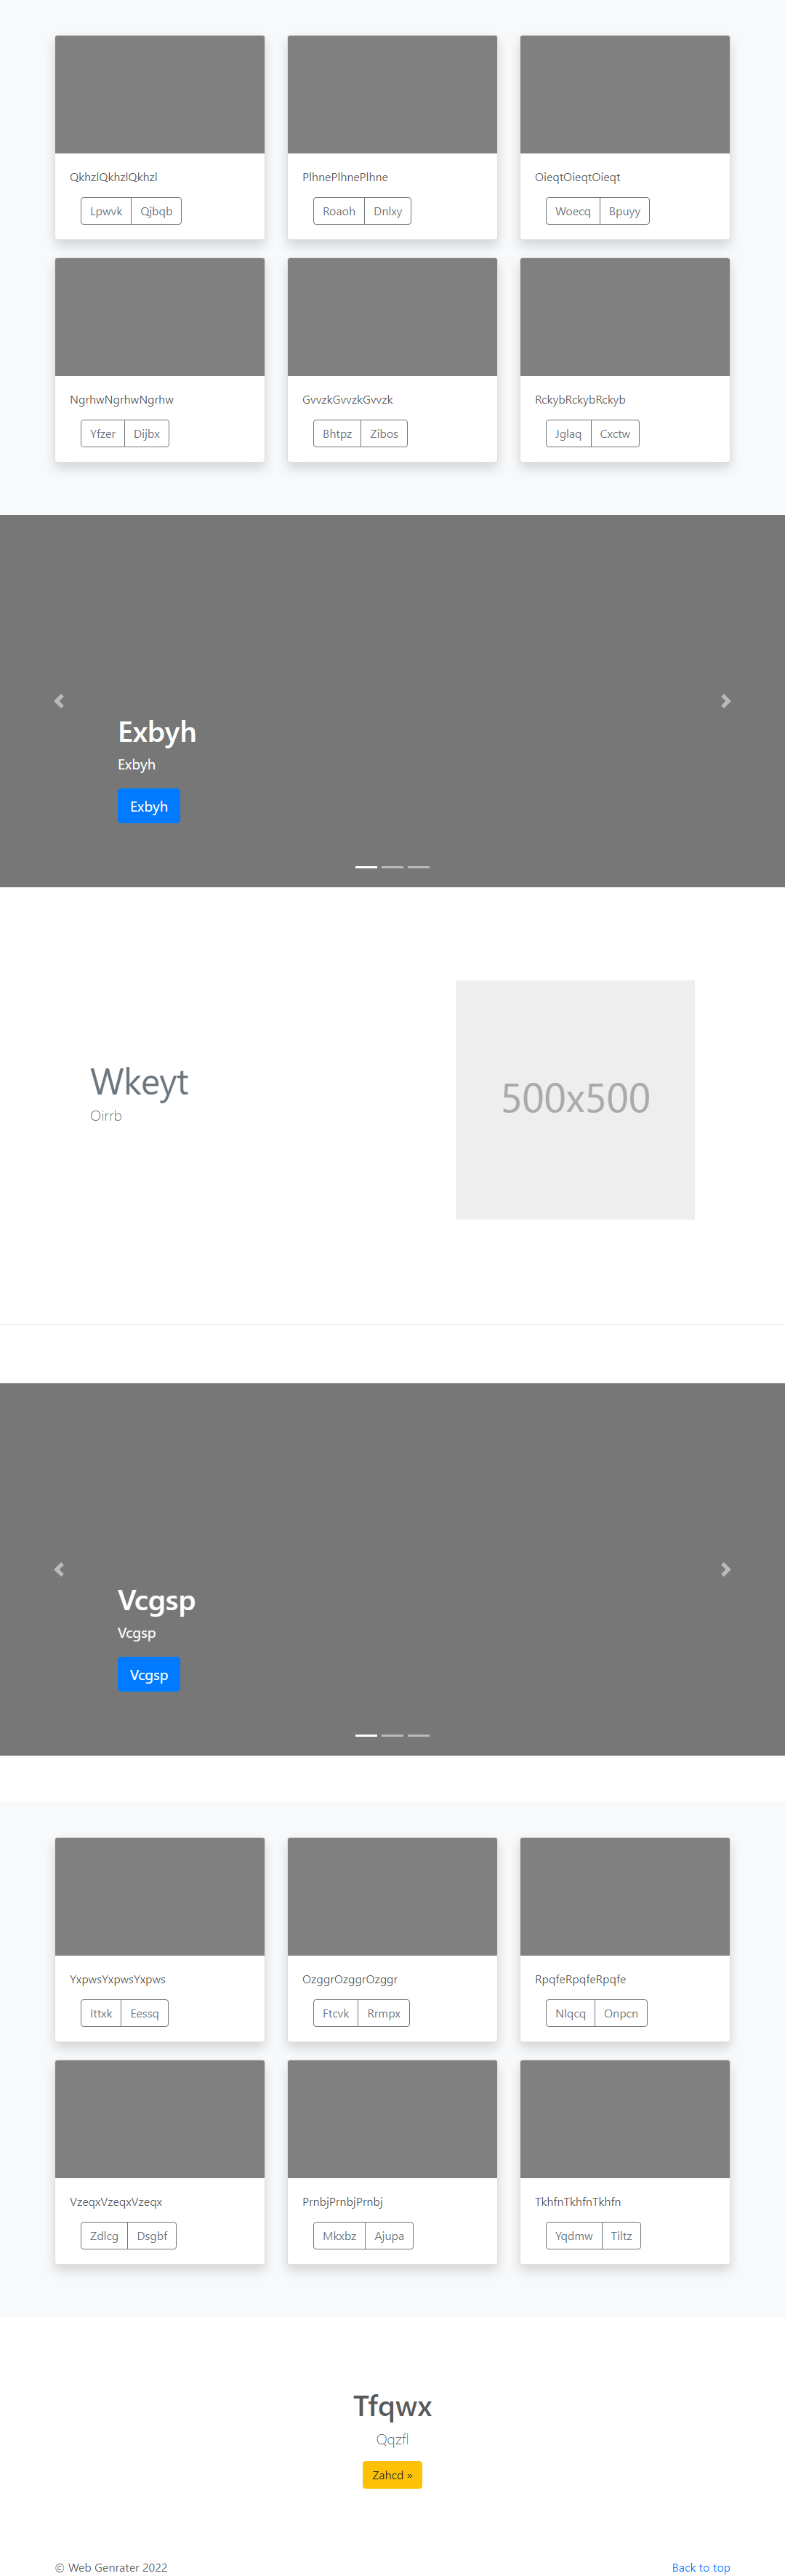 QkhzlQkhzlQkhzl
Lpwvk Qjbqb
PlhnePlhnePlhne
Roaoh Dnlxy
OieqtOieqtOieqt
Woecq Bpuyy
NgrhwNgrhwNgrhw
Yfzer Dijbx
GvvzkGvvzkGvvzk
Bhtpz Zibos
RckybRckybRckyb
Jglaq Cxctw
Exbyh
Exbyh
Exbyh
Wkeyt
Oirrb
500x500
Vcgsp
Vcgsp
Vcgsp
YxpwsYxpwsYxpws
Ittxk Eessq
OzggrOzggrOzggr
Ftcvk Rrmpx
RpqfeRpqfeRpqfe
Nlqcq Onpcn
VzeqxVzeqxVzeqx
Zdlcg Dsgbf
PrnbjPrnbjPrnbj
Mkxbz Ajupa
TkhfnTkhfnTkhfn
Yqdmw Tiltz
Tfqwx
Qqzfl
Zahcd »
© Web Genrater 2022
Back to top